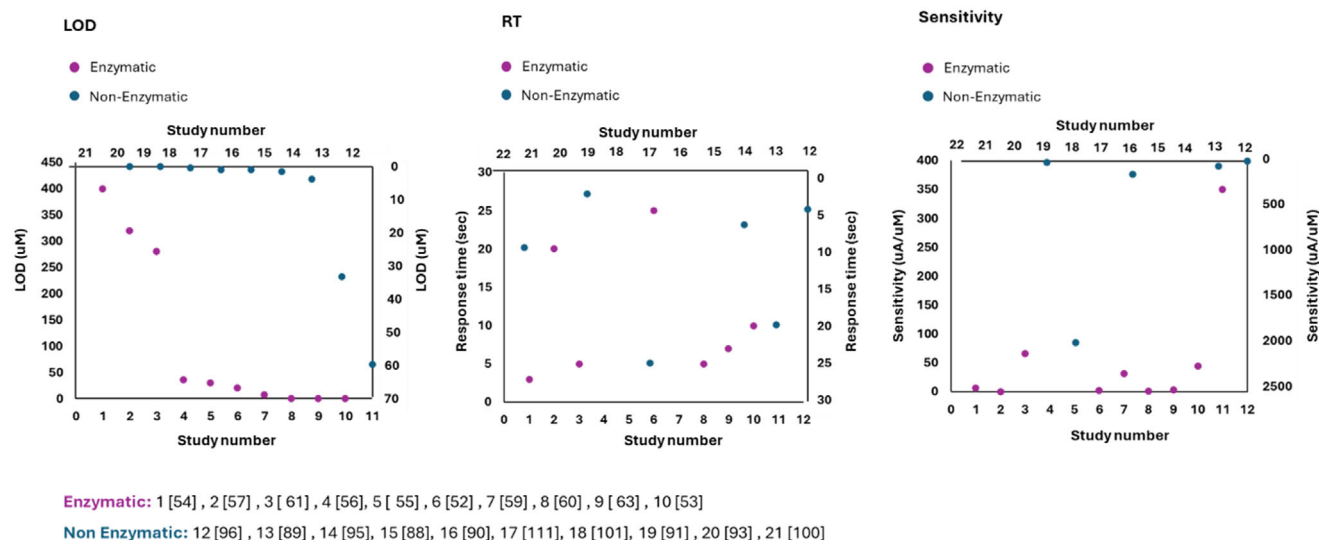 LOD
Enzymatic
Non-Enzymatic
Study number
21 20 19 18 17 16 15 14 13 12
450 400 350 300 250 200 150 100 50 0
LOD (uM)
0 10 20 30 40 50 60 70
LOD (uM)
0 1 2 3 4 5 6 7 8 9 10 11
Study number
RT
Enzymatic
Non-Enzymatic
Study number
22 21 20 19 18 17 16 15 14 13 12
30 25 20 15 10 5 0
Response time (sec)
0 5 10 15 20 25 30
Response time (sec)
0 1 2 3 4 5 6 7 8 9 10 11 12
Study number
Sensitivity
Enzymatic
Non-Enzymatic
Study number
22 21 20 19 18 17 16 15 14 13 12
400 350 300 250 200 150 100 50 0
Sensitivity (uA/uM)
0 500 1000 1500 2000 2500
Sensitivity (uA/uM)
0 1 2 3 4 5 6 7 8 9 10 11 12
Study number
Enzymatic: 1 [54] , 2 [57] , 3 [ 61] , 4 [56], 5 [ 55] , 6 [52] , 7 [59] , 8 [60] , 9 [ 63] , 10 [53]
Non Enzymatic: 12 [96] , 13 [89] , 14 [95], 15 [88] , 16 [90] , 17 [111] , 18 [101] , 19 [91] , 20 [93] , 21 [100]